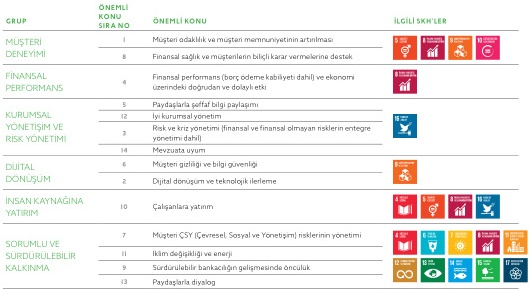 GRUP
ÖNEMLİ
KONU
SIRA NO
ÖNEMLİ KONU
İLGİLİ SKH'LER
MÜŞTERİ
DENEYİMİ
1
Müşteri odaklılık ve müşteri memnuniyetinin artırılması
8
Finansal sağlık ve müşterilerin bilinçli karar vermelerine destek
FİNANSAL
PERFORMANS
4
Finansal performans (borç ödeme kabiliyeti dahil) ve ekonomi
üzerindeki doğrudan ve dolaylı etki
KURUMSAL
YÖNETİŞİM VE
RİSK YÖNETİMİ
5
Paydaşlarla şeffaf bilgi paylaşımı
12
İyi kurumsal yönetim
3
Risk ve kriz yönetimi (finansal ve finansal olmayan risklerin entegre
yönetimi dahil)
14
Mevzuata uyum
DİJİTAL
DÖNÜŞÜM
6
Müşteri gizliliği ve bilgi güvenliği
2
Dijital dönüşüm ve teknolojik ilerleme
İNSAN KAYNAĞINA
YATIRIM
10
Çalışanlara yatırım
SORUMLU VE
SÜRDÜRÜLEBİLİR
KALKINMA
7
Müşteri ÇSY (Çevresel, Sosyal ve Yönetişim) risklerinin yönetimi
11
İklim değişikliği ve enerji
9
Sürdürülebilir bankacılığın gelişmesinde öncülük
13
Paydaşlarla diyalog